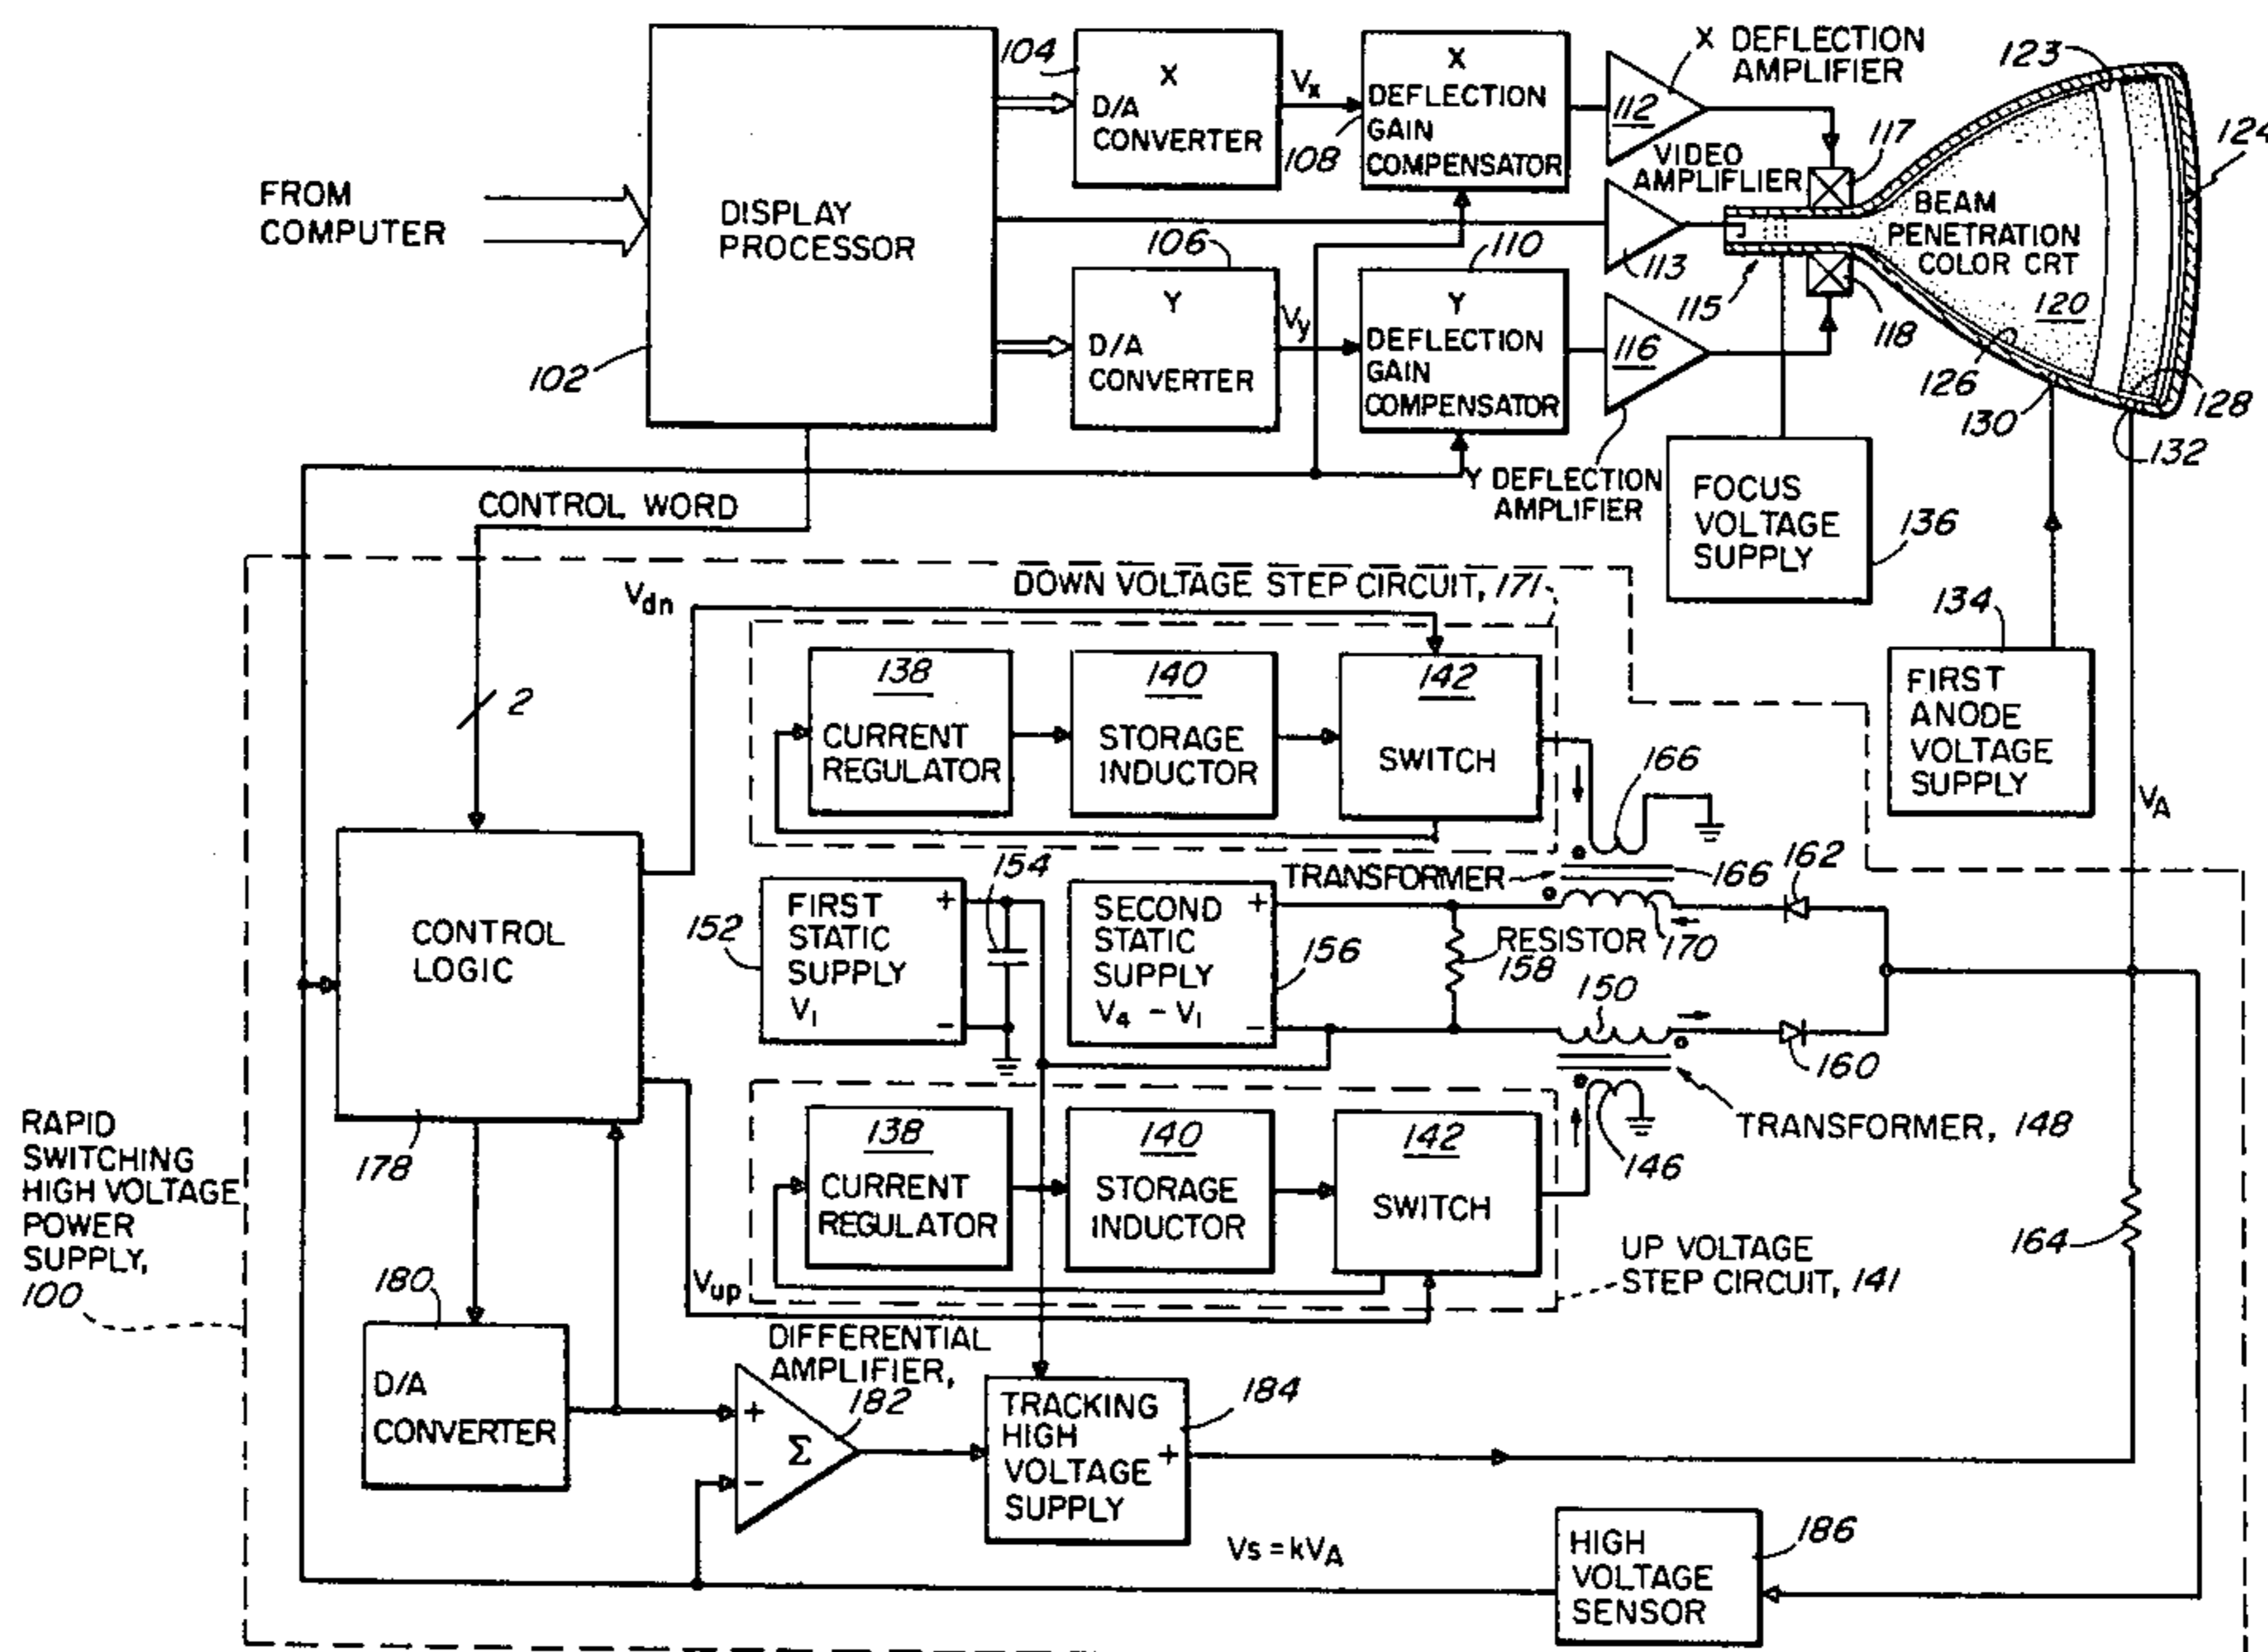 FROM
COMPUTER
DISPLAY
PROCESSOR
102
104
X
D/A
CONVERTER
Vx
X
DEFLECTION
GAIN
COMPENSATOR
108
112
X DEFLECTION
AMPLIFIER
VIDEO
AMPLIFLIER
113
106
Y
D/A
CONVERTER
Vy
110
Y
DEFLECTION
GAIN
COMPENSATOR
116
Y DEFLECTION
AMPLIFIER
115
117
118
BEAM
PENETRATION
COLOR CRT
120
123
124
126
128
130
132
FOCUS
VOLTAGE
SUPPLY
136
134
FIRST
ANODE
VOLTAGE
SUPPLY
VA
CONTROL WORD
2
Vdn
DOWN VOLTAGE STEP CIRCUIT, 171
138
CURRENT
REGULATOR
140
STORAGE
INDUCTOR
142
SWITCH
166
TRANSFORMER
166
162
CONTROL
LOGIC
178
152
FIRST
STATIC
SUPPLY
V1
+
-
154
SECOND
STATIC
SUPPLY
V4 - V1
+
-
156
RESISTOR
158
170
150
160
TRANSFORMER, 148
146
138
CURRENT
REGULATOR
140
STORAGE
INDUCTOR
142
SWITCH
UP VOLTAGE
STEP CIRCUIT, 141
164
Vup
RAPID
SWITCHING
HIGH VOLTAGE
POWER
SUPPLY,
100
180
D/A
CONVERTER
DIFFERENTIAL
AMPLIFIER,
182
+
Σ
-
TRACKING
HIGH
VOLTAGE
SUPPLY
+
184
Vs = kVA
HIGH
VOLTAGE
SENSOR
186